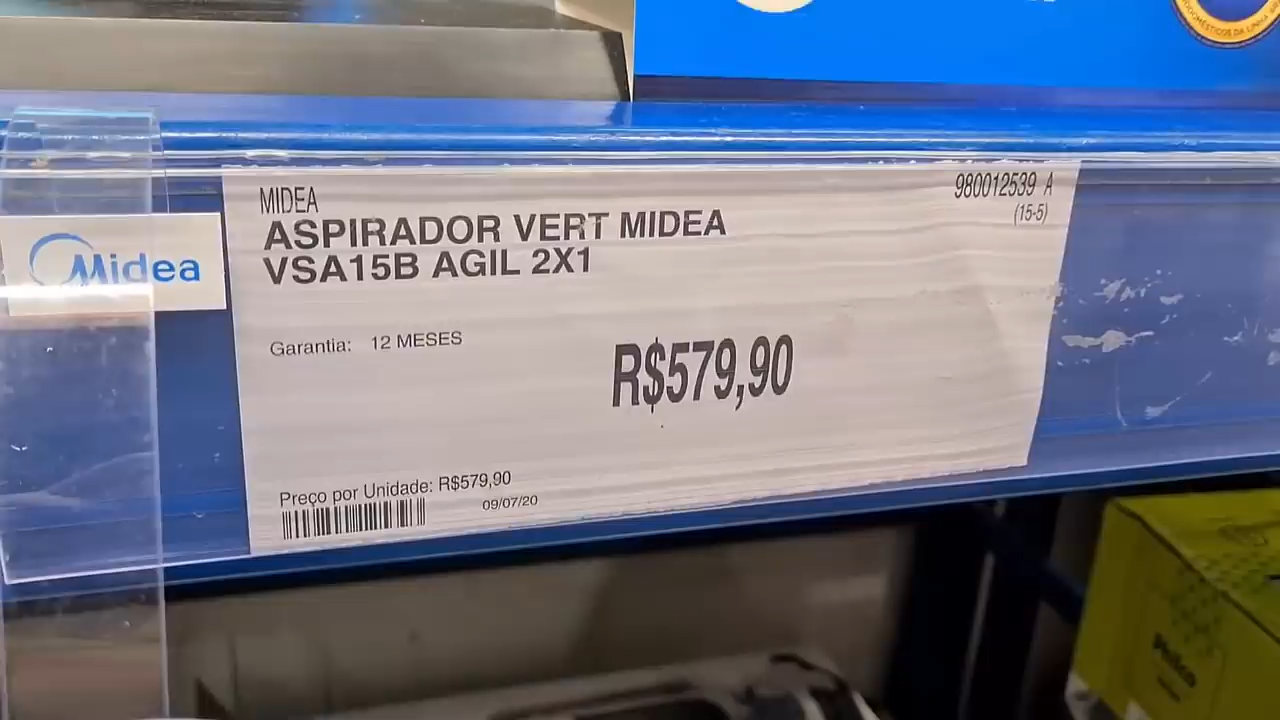 Midea
MIDEA
980012539 A
(15-5)
ASPIRADOR VERT MIDEA
VSA15B AGIL 2X1
Garantia: 12 MESES
R$579,90
Preço por Unidade: R$579,90
09/07/20
Philco